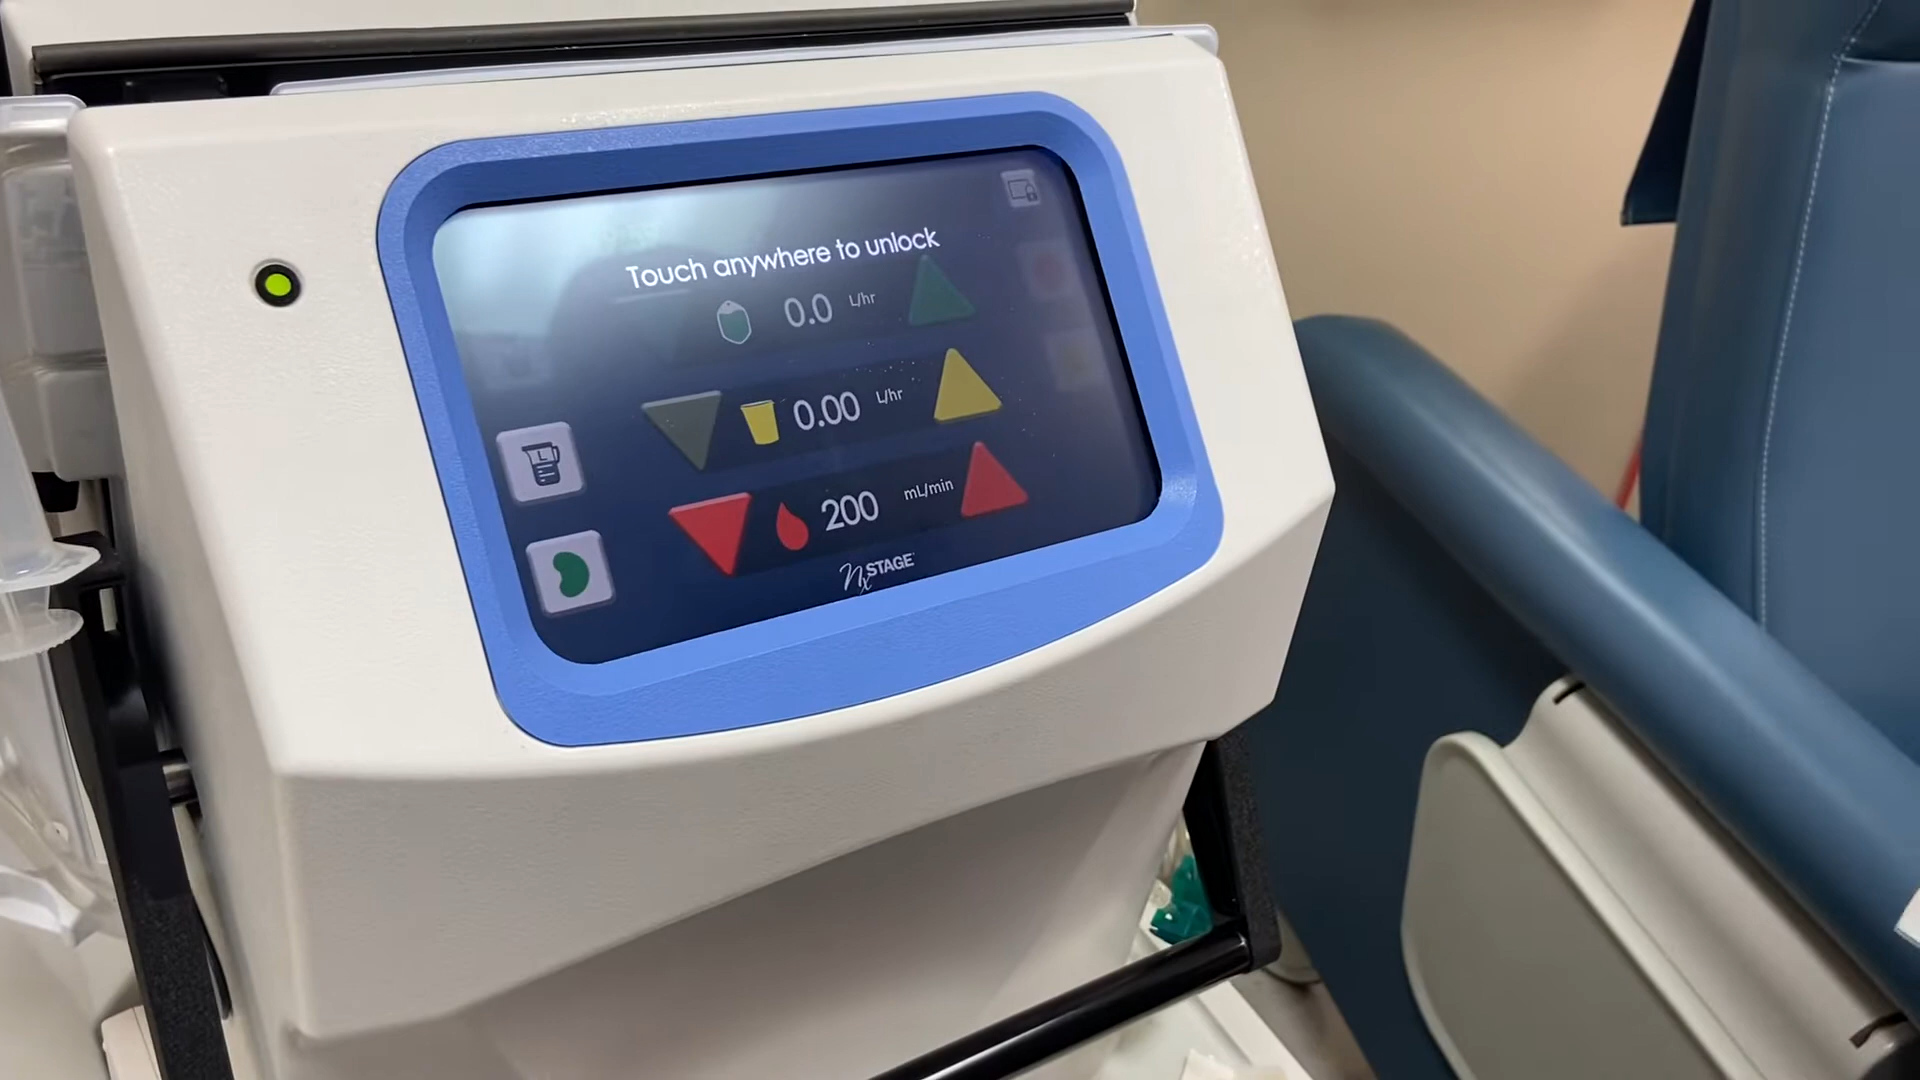 Touch anywhere to unlock
0.0 L/hr
0.00 L/hr
200 mL/min
NxSTAGE